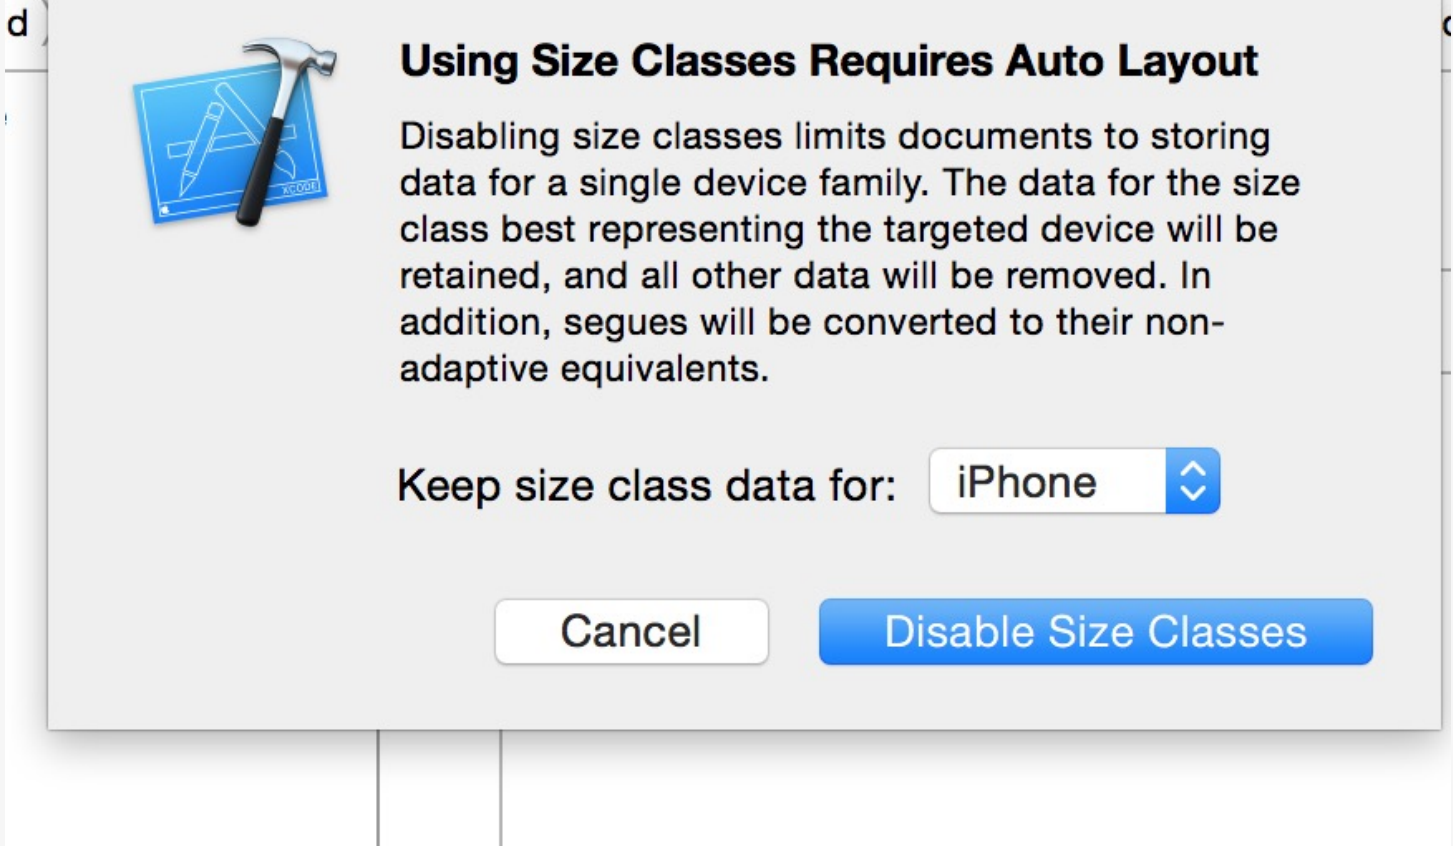 d
Using Size Classes Requires Auto Layout
Disabling size classes limits documents to storing
data for a single device family. The data for the size
class best representing the targeted device will be
retained, and all other data will be removed. In
addition, segues will be converted to their non-
adaptive equivalents.
XCODE
Keep size class data for: iPhone
Cancel Disable Size Classes